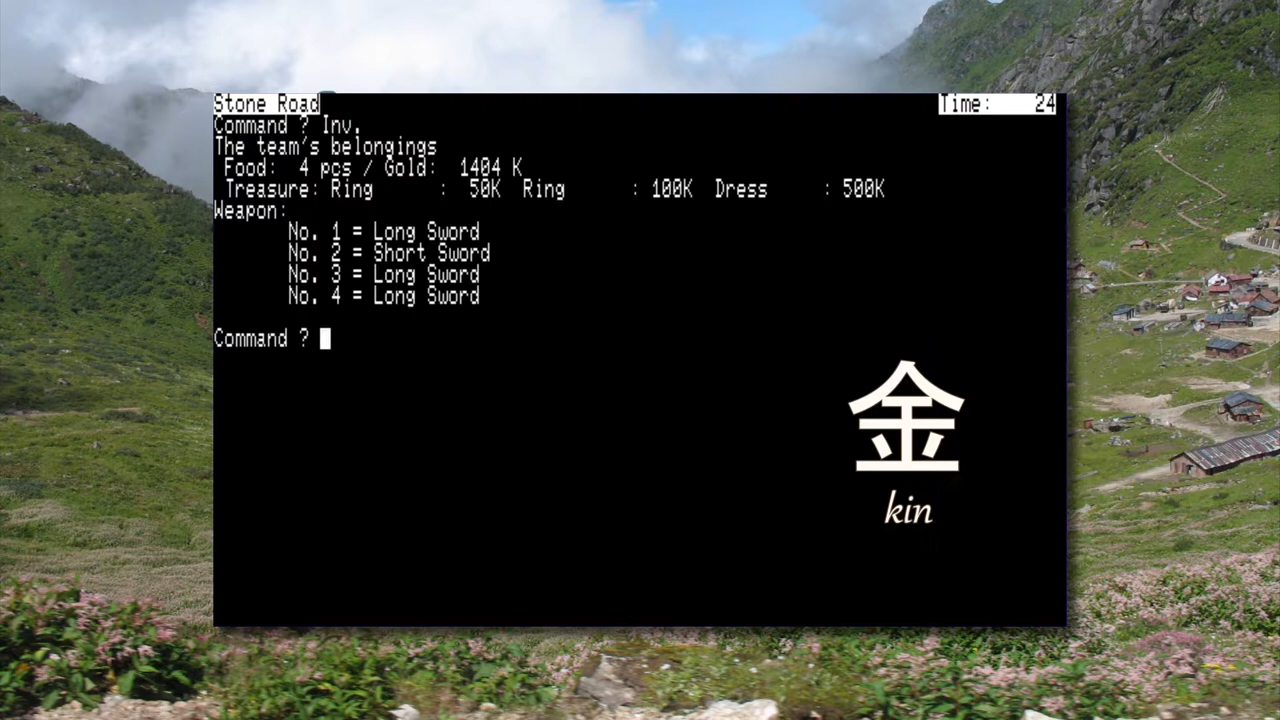 Stone Road Time: 24
Command ? Inv.
The team's belongings
Food: 4 pcs / Gold: 1404 K
Treasure: Ring : 50K Ring : 100K Dress : 500K
Weapon:
No. 1 = Long Sword
No. 2 = Short Sword
No. 3 = Long Sword
No. 4 = Long Sword
Command ?
金
kin